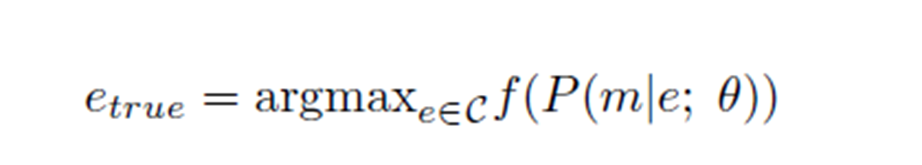 e_{true} = argmax_{e∈𝒞} f(P(m|e; θ))